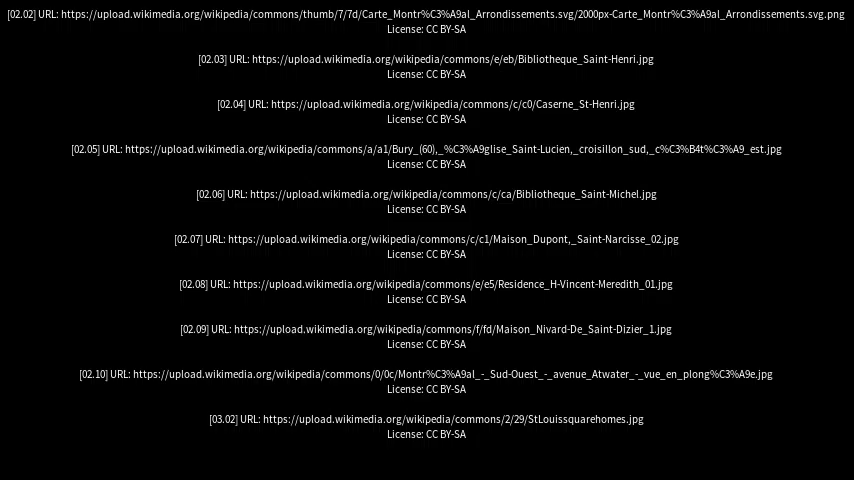 [02.02] URL: https://upload.wikimedia.org/wikipedia/commons/thumb/7/7d/Carte_Montr%C3%A9al_Arrondissements.svg/2000px-Carte_Montr%C3%A9al_Arrondissements.svg.png
License: CC BY-SA
[02.03] URL: https://upload.wikimedia.org/wikipedia/commons/e/eb/Bibliotheque_Saint-Henri.jpg
License: CC BY-SA
[02.04] URL: https://upload.wikimedia.org/wikipedia/commons/c/c0/Caserne_St-Henri.jpg
License: CC BY-SA
[02.05] URL: https://upload.wikimedia.org/wikipedia/commons/a/a1/Bury_(60),_%C3%A9glise_Saint-Lucien,_croisillon_sud,_c%C3%B4t%C3%A9_est.jpg
License: CC BY-SA
[02.06] URL: https://upload.wikimedia.org/wikipedia/commons/c/ca/Bibliotheque_Saint-Michel.jpg
License: CC BY-SA
[02.07] URL: https://upload.wikimedia.org/wikipedia/commons/c/c1/Maison_Dupont,_Saint-Narcisse_02.jpg
License: CC BY-SA
[02.08] URL: https://upload.wikimedia.org/wikipedia/commons/e/e5/Residence_H-Vincent-Meredith_01.jpg
License: CC BY-SA
[02.09] URL: https://upload.wikimedia.org/wikipedia/commons/f/fd/Maison_Nivard-De_Saint-Dizier_1.jpg
License: CC BY-SA
[02.10] URL: https://upload.wikimedia.org/wikipedia/commons/0/0c/Montr%C3%A9al_-_Sud-Ouest_-_avenue_Atwater_-_vue_en_plong%C3%A9e.jpg
License: CC BY-SA
[03.02] URL: https://upload.wikimedia.org/wikipedia/commons/2/29/StLouissquarehomes.jpg
License: CC BY-SA